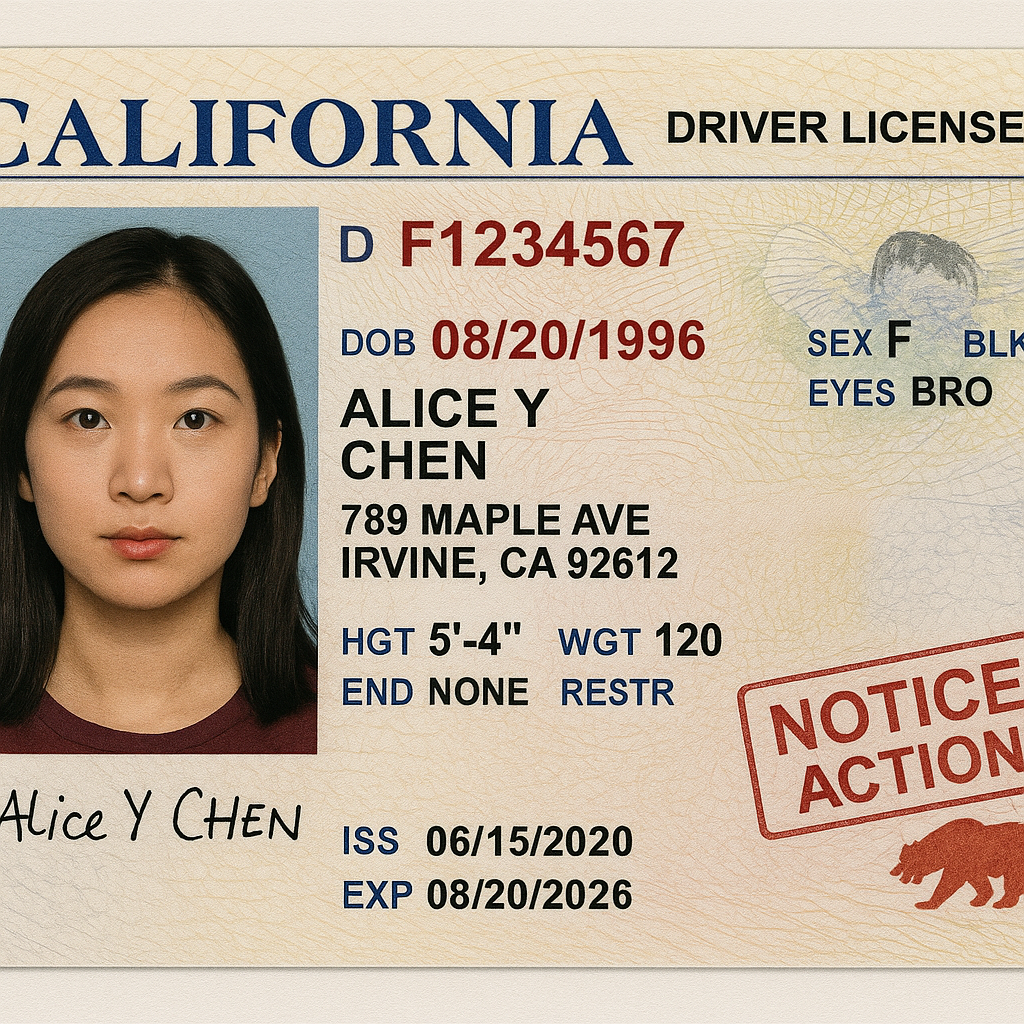 CALIFORNIA DRIVER LICENSE
D F1234567
DOB 08/20/1996 SEX F BLK
EYES BRO
ALICE Y
CHEN
789 MAPLE AVE
IRVINE, CA 92612
HGT 5'-4" WGT 120
END NONE RESTR
NOTICE
ACTION
Alice Y CHEN
ISS 06/15/2020
EXP 08/20/2026